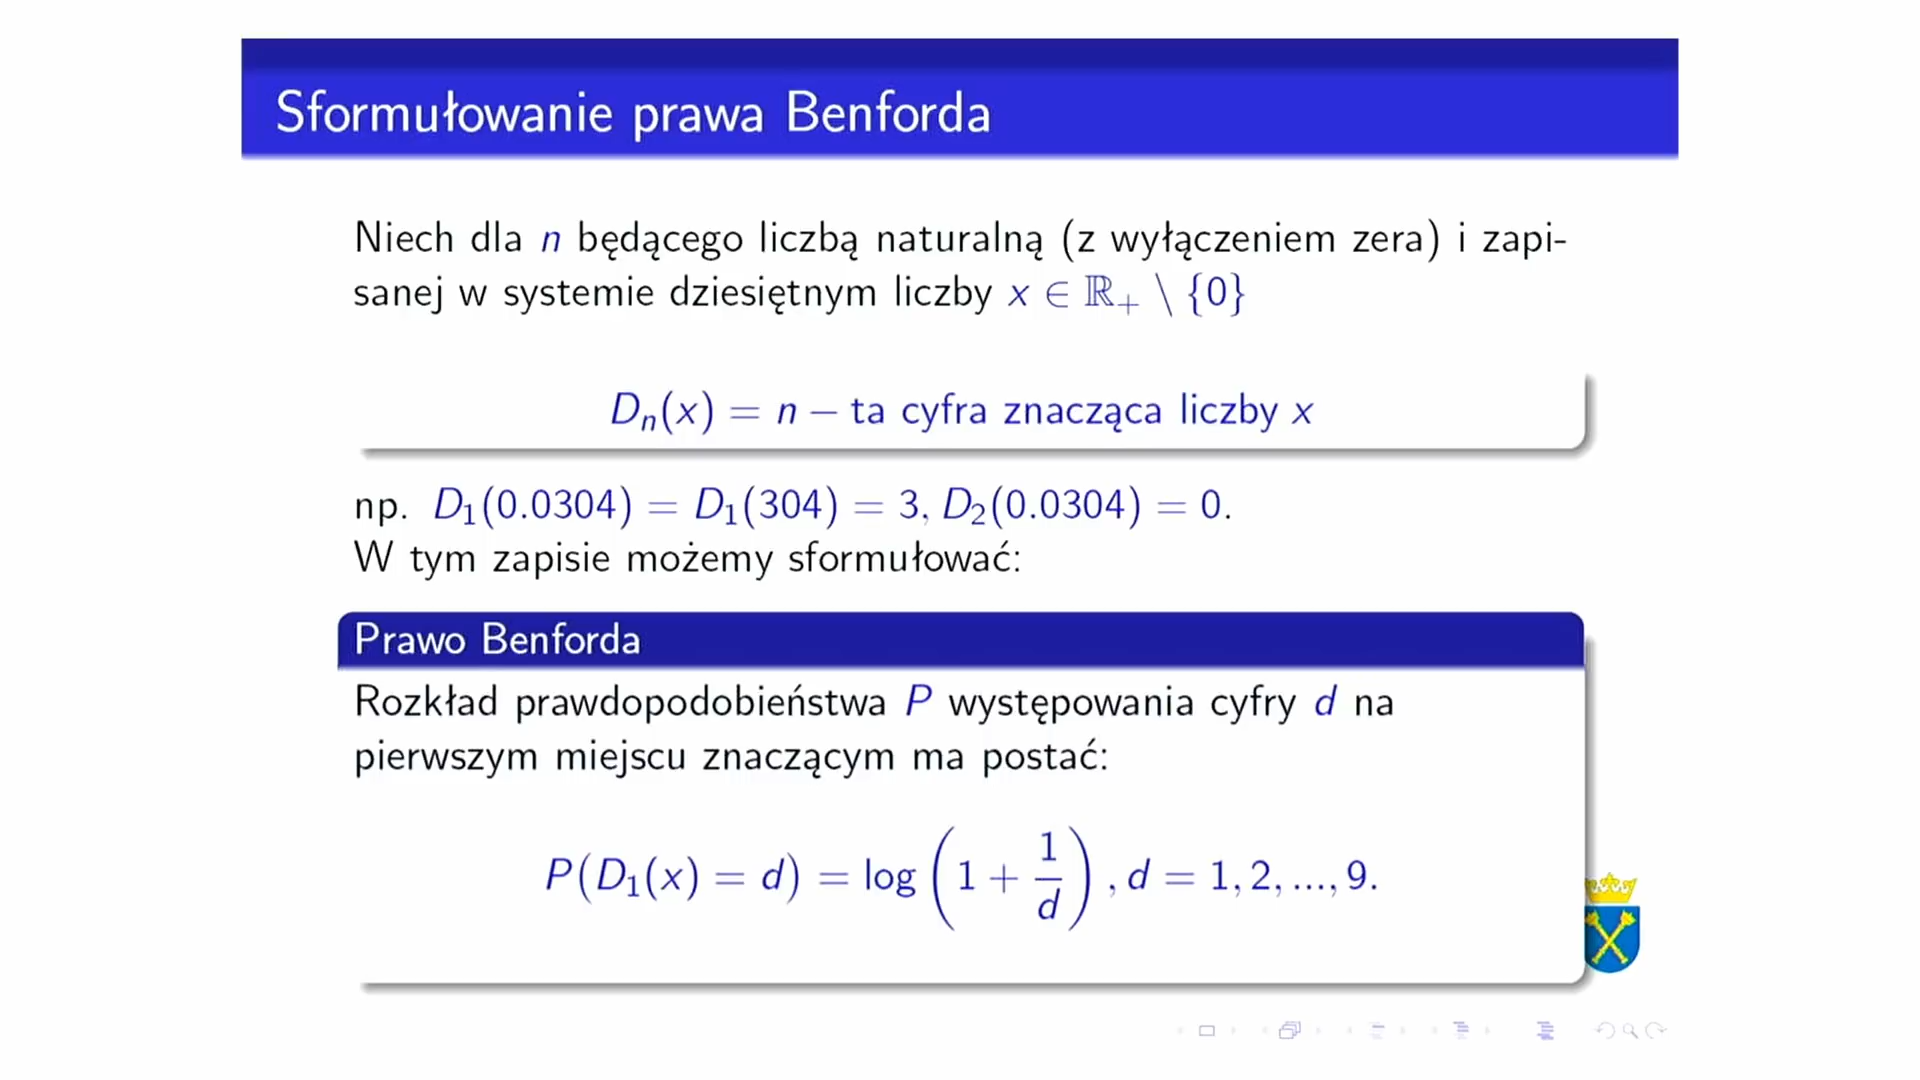 Sformułowanie prawa Benforda
Niech dla n będącego liczbą naturalną (z wyłączeniem zera) i zapi-
sanej w systemie dziesiętnym liczby x ∈ ℝ₊ \ {0}
Dₙ(x) = n – ta cyfra znacząca liczby x
np. D₁(0.0304) = D₁(304) = 3, D₂(0.0304) = 0.
W tym zapisie możemy sformułować:
Prawo Benforda
Rozkład prawdopodobieństwa P występowania cyfry d na
pierwszym miejscu znaczącym ma postać:
P(D₁(x) = d) = log (1 + 1/d), d = 1, 2, ..., 9.